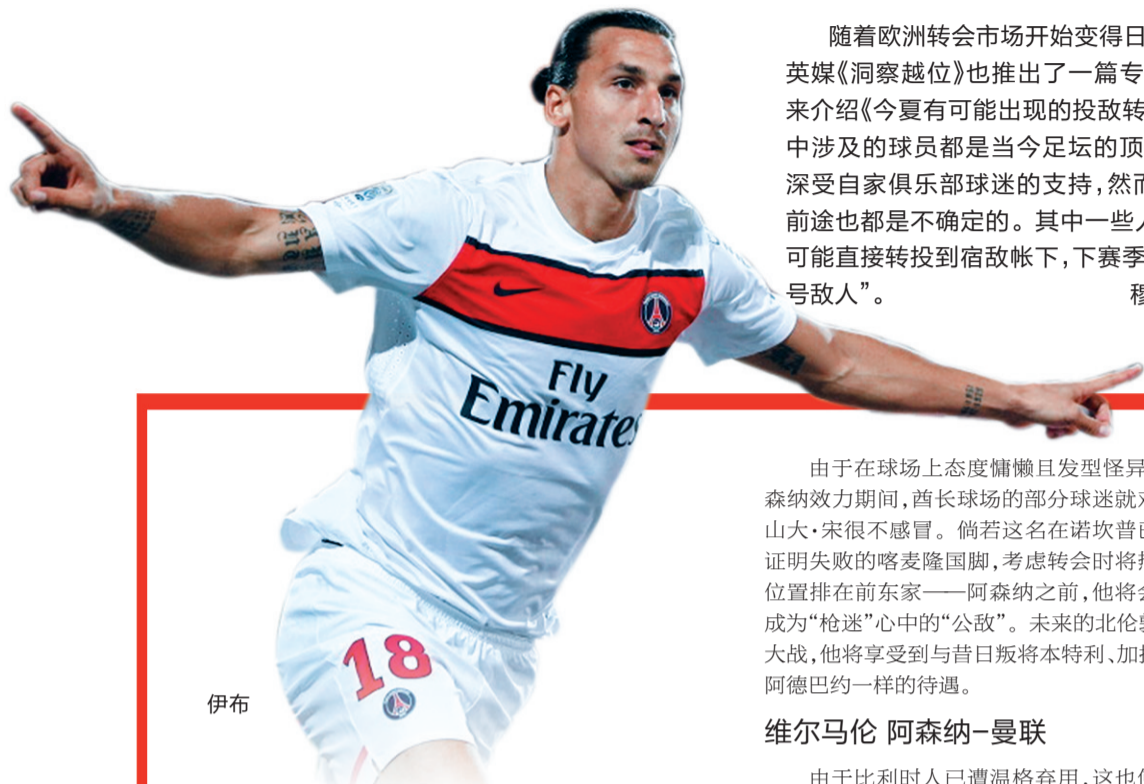 随着欧洲转会市场开始变得日
英媒《洞察越位》也推出了一篇专
来介绍《今夏有可能出现的投敌转
中涉及的球员都是当今足坛的顶
深受自家俱乐部球迷的支持,然而
前途也都是不确定的。其中一些人
可能直接转投到宿敌帐下,下赛季
号敌人”。 穆
Fly
Emirates
18
伊布
由于在球场上态度慵懒且发型怪异
森纳效力期间,酋长球场的部分球迷就对
山大·宋很不感冒。倘若这名在诺坎普已
证明失败的喀麦隆国脚,考虑转会时将热
位置排在前东家——阿森纳之前,他将会
成为“枪迷”心中的“公敌”。未来的北伦敦
大战,他将享受到与昔日叛将本特利、加拉
阿德巴约一样的待遇。
维尔马伦 阿森纳-曼联
由于比利时人已遭温格弃用,这也使